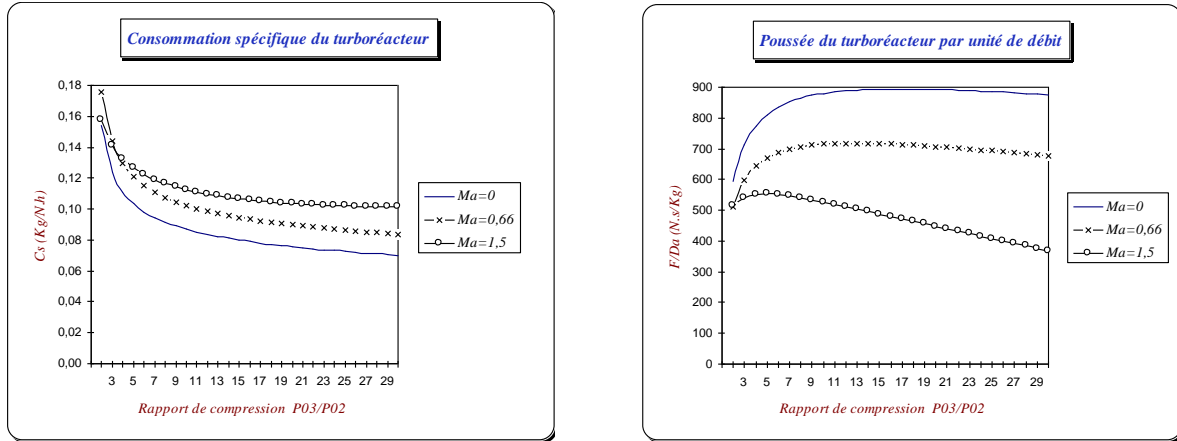 Consommation spécifique du turboréacteur
0,18
0,16
0,14
0,12
0,10
0,08
0,06
0,04
0,02
0,00
Cs (Kg/N.h)
3 5 7 9 11 13 15 17 19 21 23 25 27 29
Rapport de compression P03/P02
Ma=0
Ma=0,66
Ma=1,5
Poussée du turboréacteur par unité de débit
900
800
700
600
500
400
300
200
100
0
F/Da (N.s/Kg)
3 5 7 9 11 13 15 17 19 21 23 25 27 29
Rapport de compression P03/P02
Ma=0
Ma=0,66
Ma=1,5